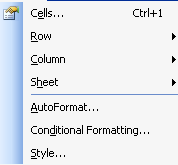 Cells... Ctrl+1
Row
Column
Sheet
AutoFormat...
Conditional Formatting...
Style...